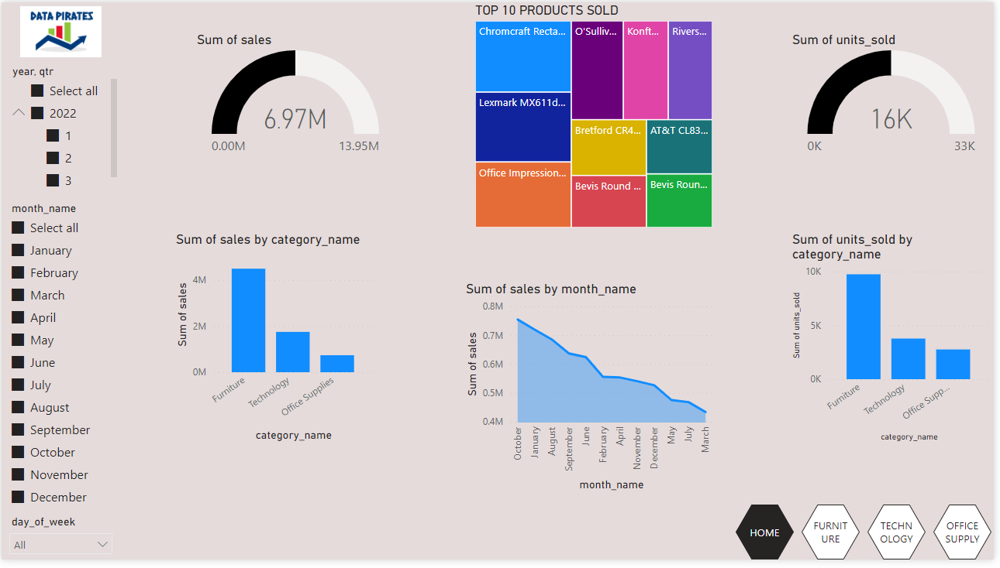 DATA PIRATES
year, qtr
Select all
2022
1
2
3
month_name
Select all
January
February
March
April
May
June
July
August
September
October
November
December
day_of_week
All
Sum of sales
6.97M
0.00M
13.95M
TOP 10 PRODUCTS SOLD
Chromcraft Recta...
O'Sulliv...
Konft...
Rivers...
Lexmark MX611d...
Bretford CR4...
AT&T CL83...
Office Impression...
Bevis Round ...
Bevis Roun...
Sum of units_sold
16K
0K
33K
Sum of sales by category_name
Sum of sales
4M
2M
0M
Furniture
Technology
Office Supplies
category_name
Sum of sales by month_name
Sum of sales
0.8M
0.7M
0.6M
0.5M
0.4M
October
January
August
September
June
February
April
November
December
May
July
March
month_name
Sum of units_sold by
category_name
Sum of units_sold
10K
5K
0K
Furniture
Technology
Office Supp...
category_name
HOME
FURNIT
URE
TECHN
OLOGY
OFFICE
SUPPLY